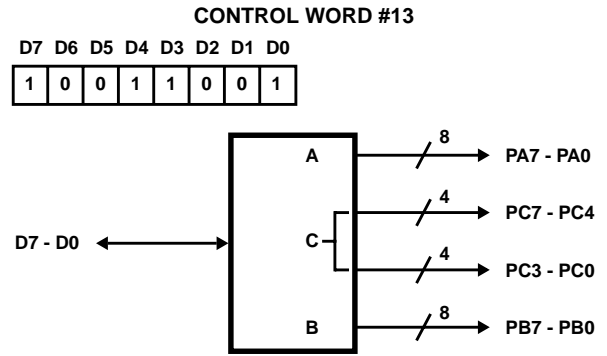 CONTROL WORD #13
D7 D6 D5 D4 D3 D2 D1 D0
1 0 0 1 1 0 0 1
A 8 PA7 - PA0
4 PC7 - PC4
D7 - D0 C
4 PC3 - PC0
B 8 PB7 - PB0